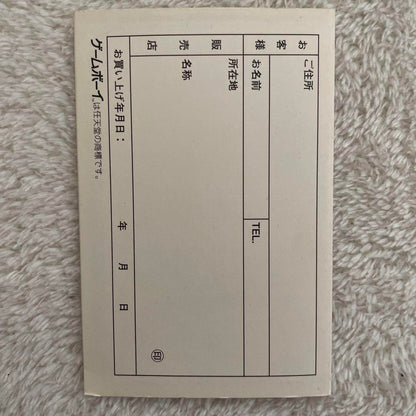 お客様
ご住所
お名前
TEL.
販売店
所在地
名称
印
お買い上げ年月日： 年 月 日
ゲームボーイは任天堂の商標です。